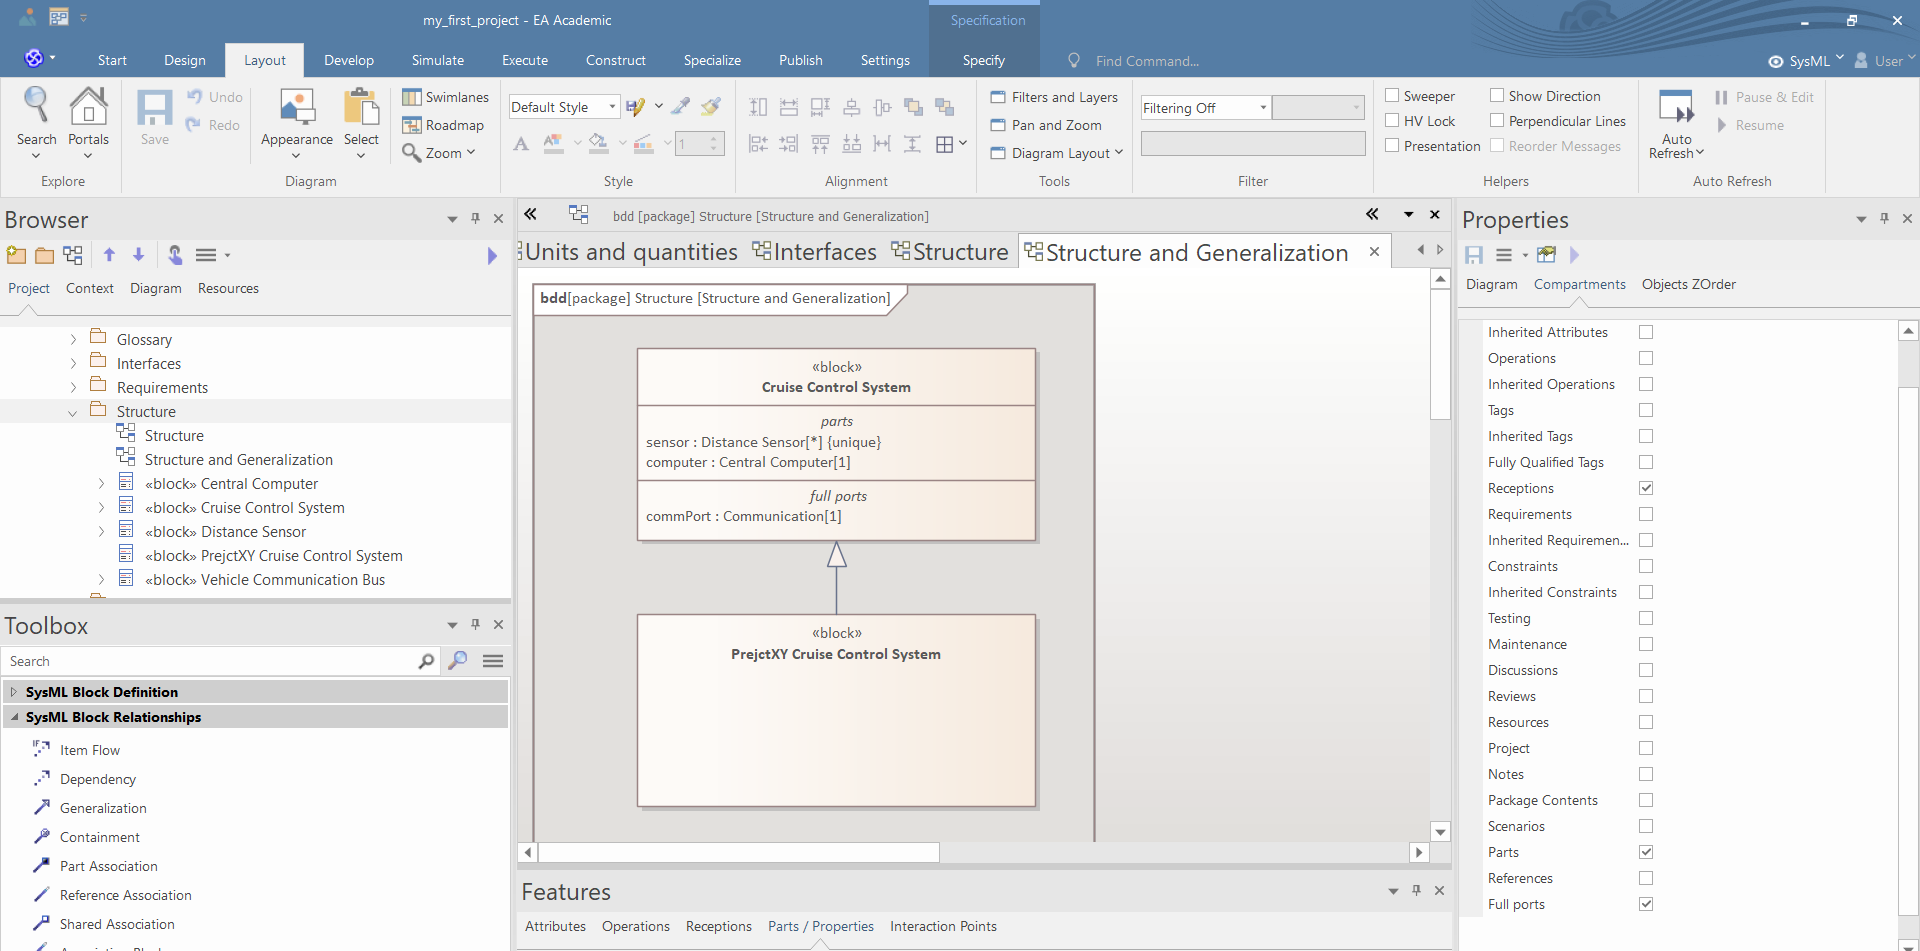 my_first_project - EA Academic
Specification
Start
Design
Layout
Develop
Simulate
Execute
Construct
Specialize
Publish
Settings
Specify
Find Command...
SysML
User
Search
Portals
Explore
Save
Undo
Redo
Appearance
Select
Swimlanes
Roadmap
Zoom
Diagram
Default Style
1
Style
Alignment
Filters and Layers
Pan and Zoom
Diagram Layout
Tools
Filtering Off
Filter
Sweeper
HV Lock
Presentation
Show Direction
Perpendicular Lines
Reorder Messages
Helpers
Auto
Refresh
Pause & Edit
Resume
Auto Refresh
Browser
Project
Context
Diagram
Resources
Glossary
Interfaces
Requirements
Structure
Structure
Structure and Generalization
«block» Central Computer
«block» Cruise Control System
«block» Distance Sensor
«block» PrejctXY Cruise Control System
«block» Vehicle Communication Bus
Toolbox
Search
SysML Block Definition
SysML Block Relationships
Item Flow
Dependency
Generalization
Containment
Part Association
Reference Association
Shared Association
bdd [package] Structure [Structure and Generalization]
Units and quantities
Interfaces
Structure
Structure and Generalization
bdd[package] Structure [Structure and Generalization]
«block»
Cruise Control System
parts
sensor : Distance Sensor[*] {unique}
computer : Central Computer[1]
full ports
commPort : Communication[1]
«block»
PrejctXY Cruise Control System
Features
Attributes
Operations
Receptions
Parts / Properties
Interaction Points
Properties
Diagram
Compartments
Objects ZOrder
Inherited Attributes
Operations
Inherited Operations
Tags
Inherited Tags
Fully Qualified Tags
Receptions
Requirements
Inherited Requiremen...
Constraints
Inherited Constraints
Testing
Maintenance
Discussions
Reviews
Resources
Project
Notes
Package Contents
Scenarios
Parts
References
Full ports